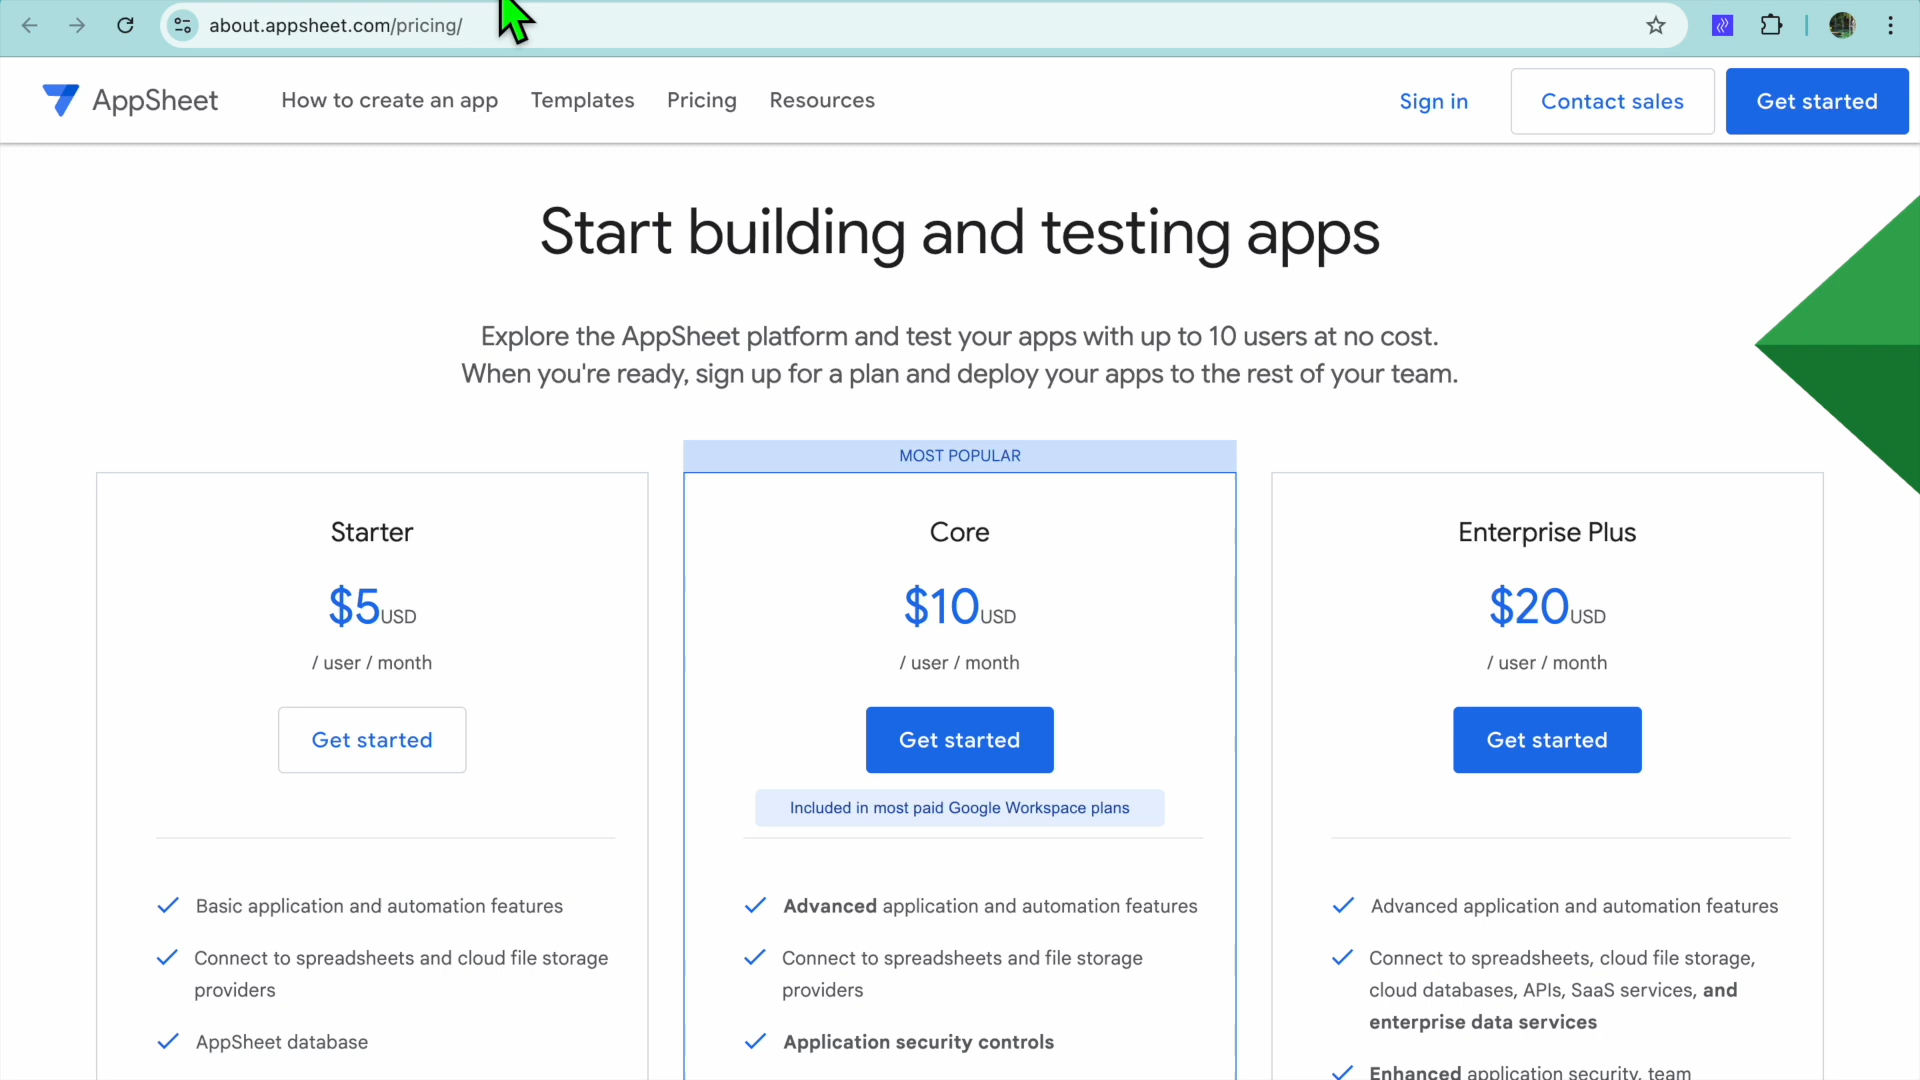 about.appsheet.com/pricing/
AppSheet
How to create an app
Templates
Pricing
Resources
Sign in
Contact sales
Get started
Start building and testing apps
Explore the AppSheet platform and test your apps with up to 10 users at no cost.
When you're ready, sign up for a plan and deploy your apps to the rest of your team.
Starter
$5USD
/ user / month
Get started
Basic application and automation features
Connect to spreadsheets and cloud file storage
providers
AppSheet database
MOST POPULAR
Core
$10USD
/ user / month
Get started
Included in most paid Google Workspace plans
Advanced application and automation features
Connect to spreadsheets and file storage
providers
Application security controls
Enterprise Plus
$20USD
/ user / month
Get started
Advanced application and automation features
Connect to spreadsheets, cloud file storage,
cloud databases, APIs, SaaS services, and
enterprise data services
Enhanced application security, team